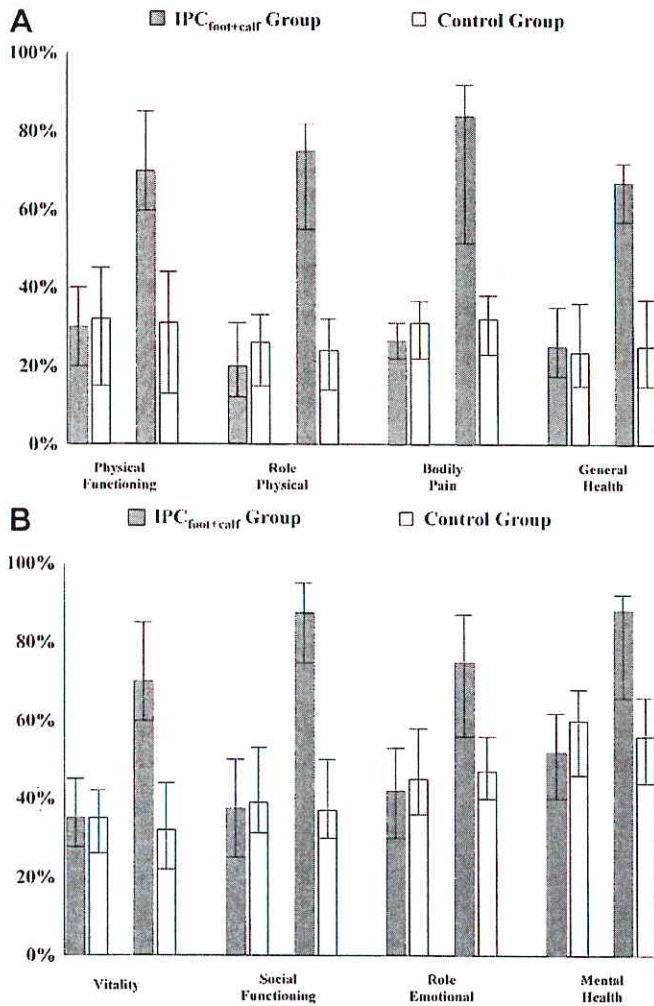 A
IPCfoot+calf Group Control Group
100%
80%
60%
40%
20%
0%
Physical Functioning Role Physical Bodily Pain General Health
B
IPCfoot+calf Group Control Group
100%
80%
60%
40%
20%
0%
Vitality Social Functioning Role Emotional Mental Health